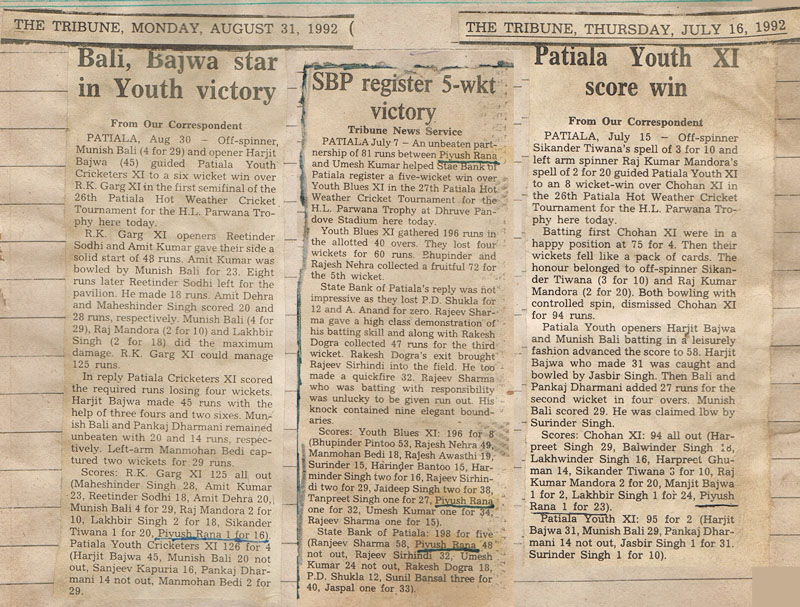 THE TRIBUNE, MONDAY, AUGUST 31, 1992 (
Bali, Bajwa star
in Youth victory
From Our Correspondent
PATIALA, Aug 30 – Off-spinner,
Munish Bali (4 for 29) and opener Harjit
Bajwa (45) guided Patiala Youth
Cricketers XI to a six wicket win over
R.K. Garg XI in the first semifinal of the
26th Patiala Hot Weather Cricket
Tournament for the H.L. Parwana Tro-
phy here today.
R.K. Garg XI openers Reetinder
Sodhi and Amit Kumar gave their side a
solid start of 48 runs. Amit Kumar was
bowled by Munish Bali for 23. Eight
runs later Reetinder Sodhi left for the
pavilion. He made 18 runs. Amit Dehra
and Maheshinder Singh scored 20 and
28 runs, respectively. Munish Bali (4 for
29), Raj Mandora (2 for 10) and Lakhbir
Singh (2 for 18) did the maximum
damage. R.K. Garg XI could manage
125 runs.
In reply Patiala Cricketers XI scored
the required runs losing four wickets.
Harjit Bajwa made 45 runs with the
help of three fours and two sixes. Mun-
ish Bali and Pankaj Dharmani remained
unbeaten with 20 and 14 runs, respec-
tively. Left-arm Manmohan Bedi cap-
tured two wickets for 29 runs.
Scores: R.K. Garg XI 125 all out
(Maheshinder Singh 28, Amit Kumar
23, Reetinder Sodhi 18, Amit Dehra 20,
Munish Bali 4 for 29, Raj Mandora 2 for
10, Lakhbir Singh 2 for 18, Sikander
Tiwana 1 for 20, Piyush Rana 1 for 16)
Patiala Youth Cricketers XI 126 for 4
(Harjit Bajwa 45, Munish Bali 20 not
out, Sanjeev Kapuria 16, Pankaj Dhar-
mani 14 not out, Manmohan Bedi 2 for
29.
SBP register 5-wkt
victory
Tribune News Service
PATIALA July 7 – An unbeaten part-
nership of 81 runs between Piyush Rana
and Umesh Kumar helped Stae Bank of
Patiala register a five-wicket win over
Youth Blues XI in the 27th Patiala Hot
Weather Cricket Tournament for the
H.L. Parwana Trophy at Dhruve Pan-
dove Stadium here today.
Youth Blues XI gathered 196 runs in
the allotted 40 overs. They lost four
wickets for 60 runs. Bhupinder and
Rajesh Nehra collected a fruitful 72 for
the 5th wicket.
State Bank of Patiala's reply was not
impressive as they lost P.D. Shukla for
12 and A. Anand for zero. Rajeev Shar-
ma gave a high class demonstration of
his batting skill and along with Rakesh
Dogra collected 47 runs for the third
wicket. Rakesh Dogra's exit brought
Rajeev Sirhindi into the field. He too
made a quickfire 32. Rajeev Sharma
who was batting with responsibility
was unlucky to be given run out. His
knock contained nine elegant bound-
aries.
Scores: Youth Blues XI: 196 for 8
(Bhupinder Pintoo 53, Rajesh Nehra 49,
Manmohan Bedi 18, Rajesh Awasthi 19,
Surinder 15, Harinder Bantoo 15, Har-
minder Singh two for 16, Rajeev Sirhin-
di two for 29, Jaideep Singh two for 38,
Tanpreet Singh one for 27, Piyush Rana
one for 32, Umesh Kumar one for 34,
Rajeev Sharma one for 15).
State Bank of Patiala: 198 for five
(Ranjeev Sharma 58, Piyush Rana 48
not out, Rajeev Sirhindi 32, Umesh
Kumar 24 not out, Rakesh Dogra 18,
P.D. Shukla 12, Sunil Bansal three for
40, Jaspal one for 33).
THE TRIBUNE, THURSDAY, JULY 16, 1992
Patiala Youth XI
score win
From Our Correspondent
PATIALA, July 15 – Off-spinner
Sikander Tiwana's spell of 3 for 10 and
left arm spinner Raj Kumar Mandora's
spell of 2 for 20 guided Patiala Youth XI
to an 8 wicket-win over Chohan XI in
the 26th Patiala Hot Weather Cricket
Tournament for the H.L. Parwana Tro-
phy here today.
Batting first Chohan XI were in a
happy position at 75 for 4. Then their
wickets fell like a pack of cards. The
honour belonged to off-spinner Sikan-
der Tiwana (3 for 10) and Raj Kumar
Mandora (2 for 20). Both bowling with
controlled spin, dismissed Chohan XI
for 94 runs.
Patiala Youth openers Harjit Bajwa
and Munish Bali batting in a leisurely
fashion advanced the score to 58. Harjit
Bajwa who made 31 was caught and
bowled by Jasbir Singh. Then Bali and
Pankaj Dharmani added 27 runs for the
second wicket in four overs. Munish
Bali scored 29. He was claimed lbw by
Surinder Singh.
Scores: Chohan XI: 94 all out (Har-
preet Singh 29, Balwinder Singh
Lakhwinder Singh 16, Harpreet Ghu-
man 14, Sikander Tiwana 3 for 10, Raj
Kumar Mandora 2 for 20, Manjit Bajwa
1 for 2, Lakhbir Singh 1 for 24, Piyush
Rana 1 for 23).
Patiala Youth XI: 95 for 2 (Harjit
Bajwa 31, Munish Bali 29, Pankaj Dhar-
mani 14 not out, Jasbir Singh 1 for 31.
Surinder Singh 1 for 10).